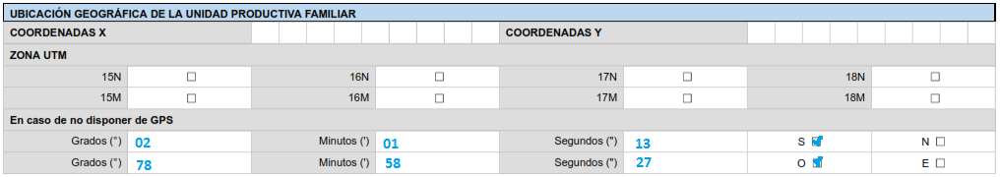 UBICACIÓN GEOGRÁFICA DE LA UNIDAD PRODUCTIVA FAMILIAR
COORDENADAS X COORDENADAS Y
ZONA UTM
15N ☐ 16N ☐ 17N ☐ 18N ☐
15M ☐ 16M ☐ 17M ☐ 18M ☐
En caso de no disponer de GPS
Grados (°) 02 Minutos (') 01 Segundos (") 13 S ☑ N ☐
Grados (°) 78 Minutos (') 58 Segundos (") 27 O ☑ E ☐